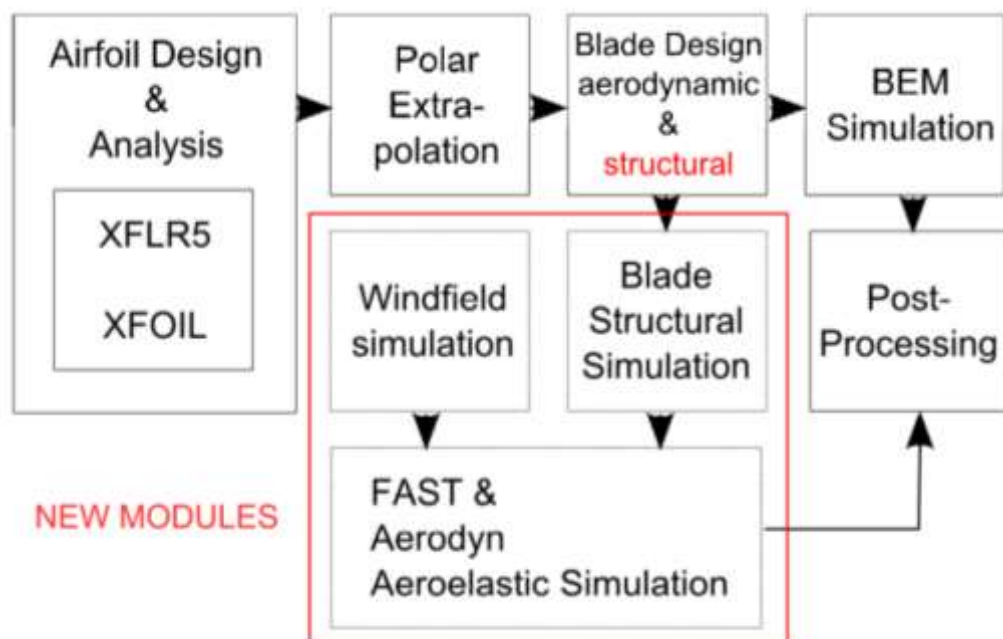 Airfoil Design
&
Analysis
XFLR5
XFOIL
Polar
Extra-
polation
Blade Design
aerodynamic
&
structural
BEM
Simulation
Windfield
simulation
Blade
Structural
Simulation
Post-
Processing
NEW MODULES
FAST &
Aerodyn
Aeroelastic Simulation